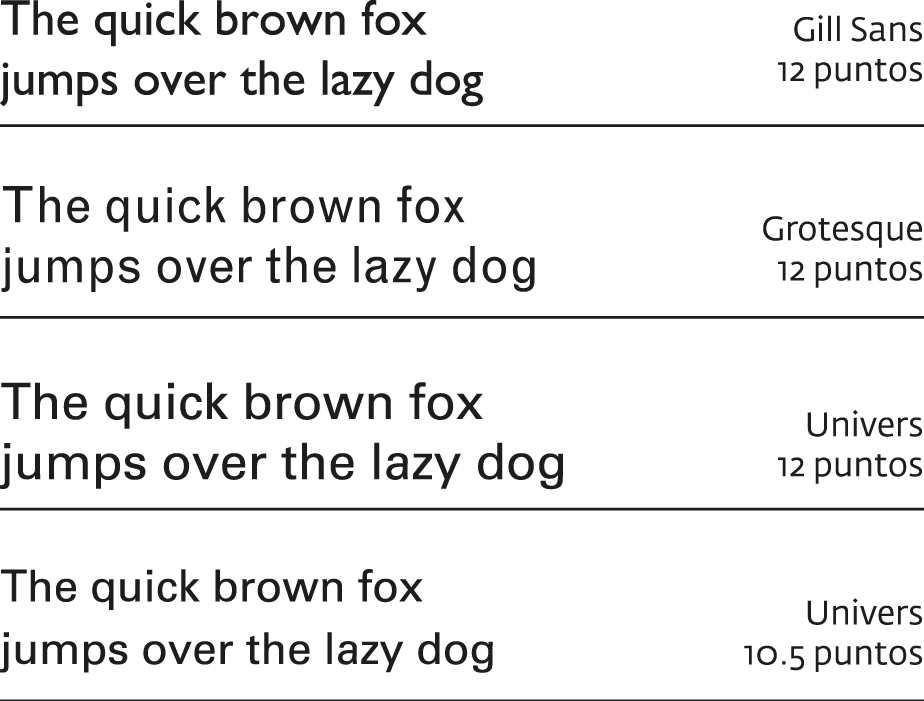 The quick brown fox
jumps over the lazy dog
Gill Sans
12 puntos
The quick brown fox
jumps over the lazy dog
Grotesque
12 puntos
The quick brown fox
jumps over the lazy dog
Univers
12 puntos
The quick brown fox
jumps over the lazy dog
Univers
10.5 puntos